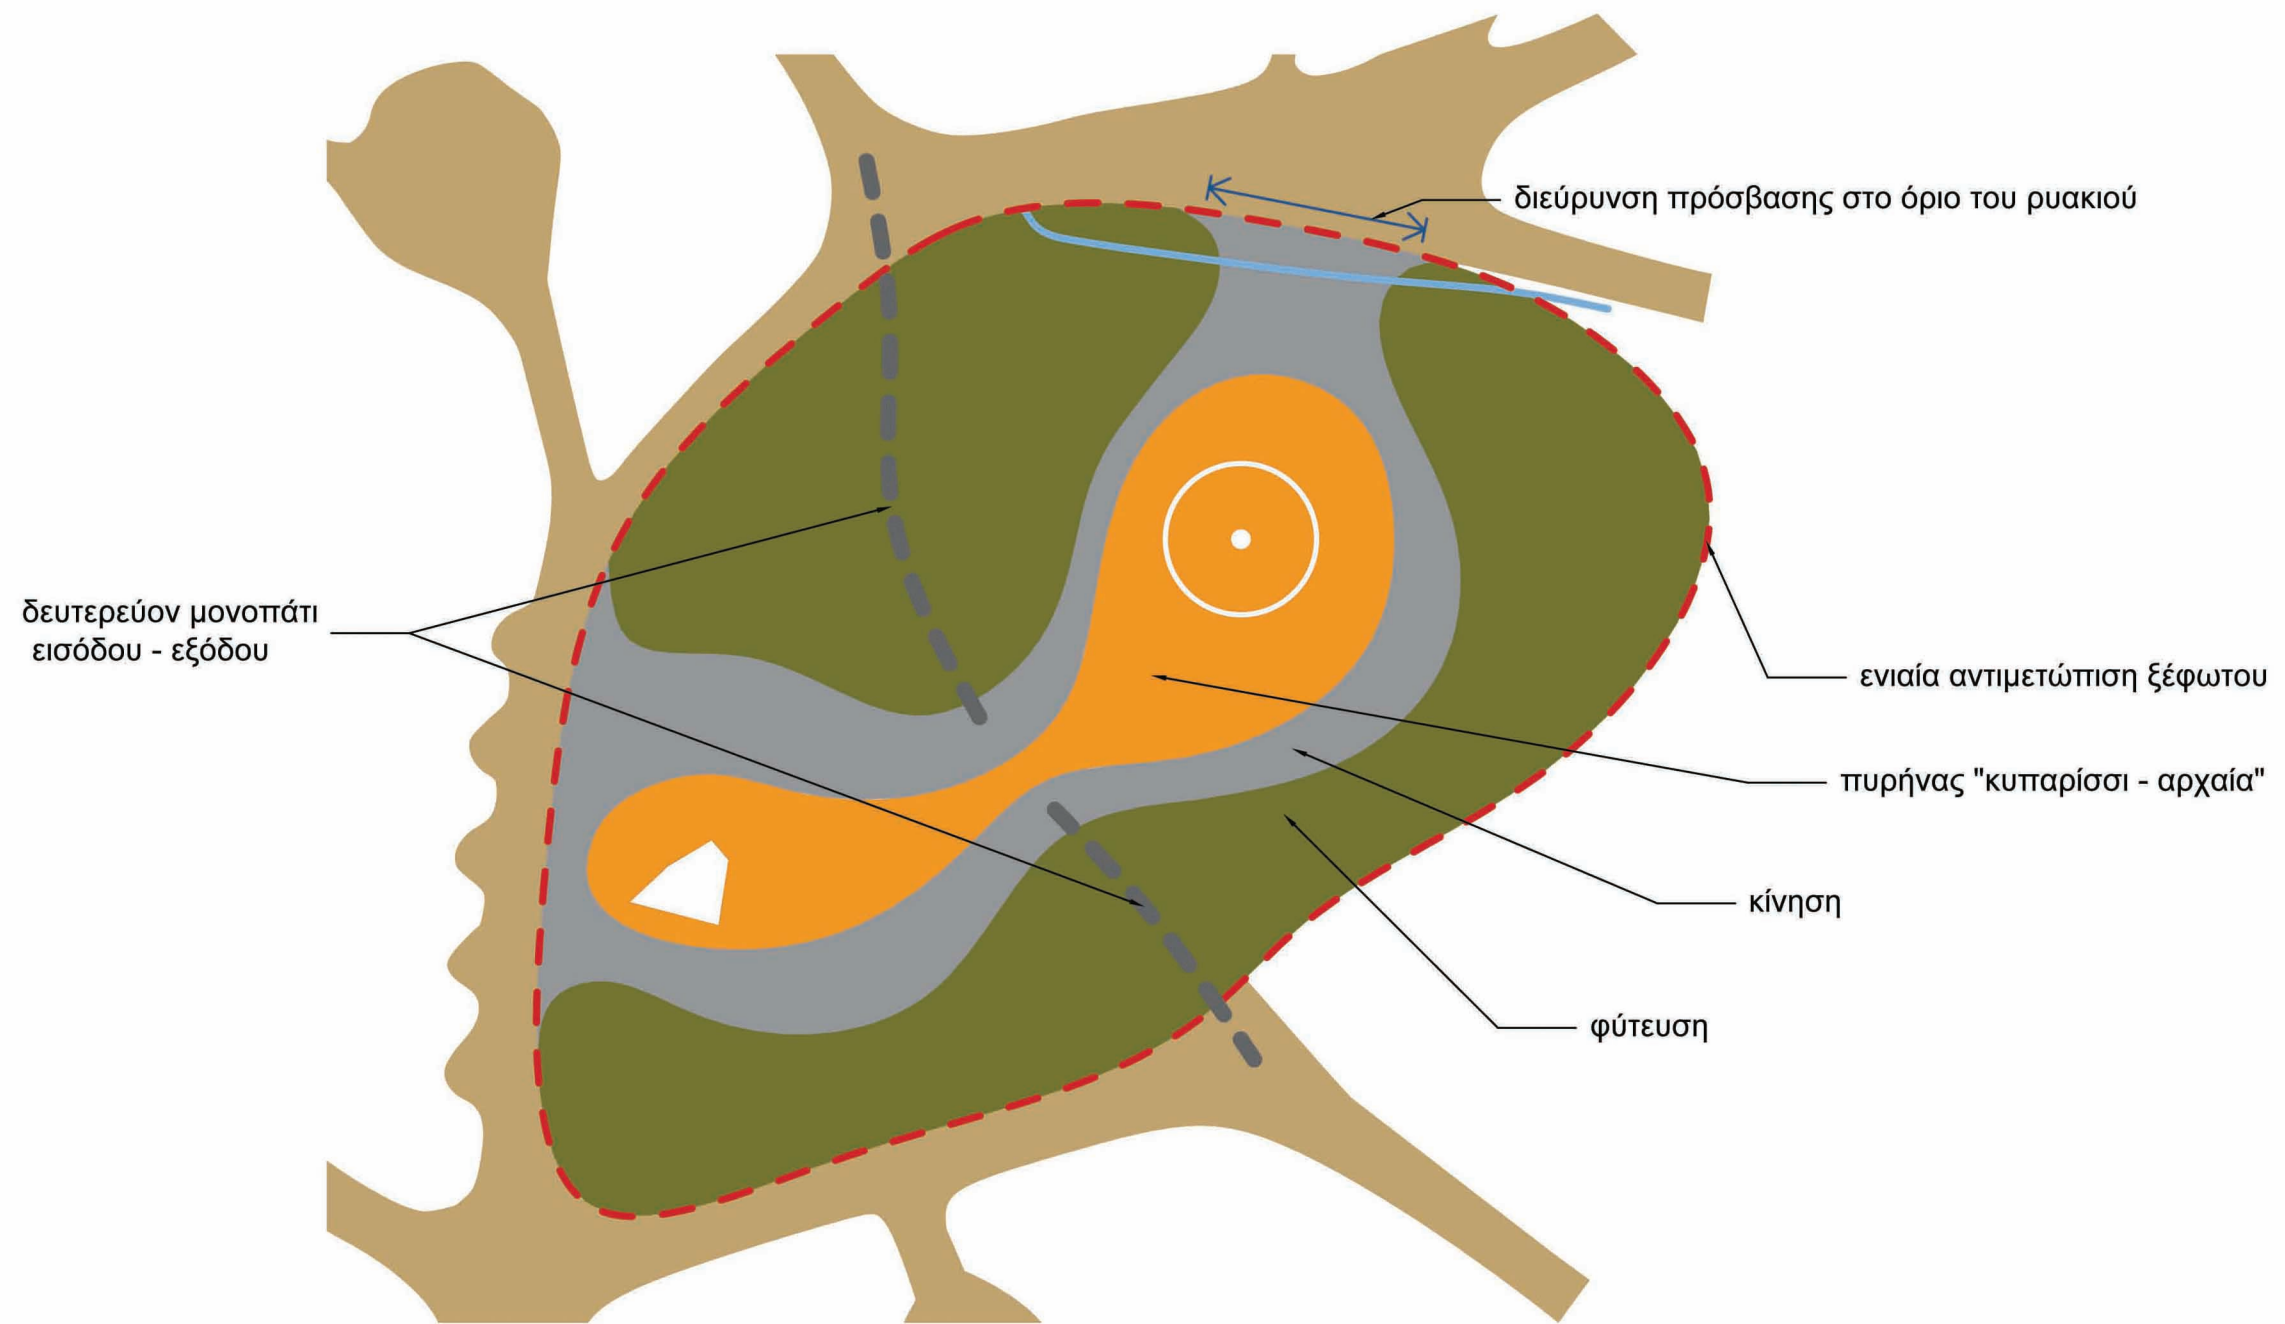 διεύρυνση πρόσβασης στο όριο του ρυακιού
δευτερεύον μονοπάτι
εισόδου - εξόδου
ενιαία αντιμετώπιση ξέφωτου
πυρήνας "κυπαρίσσι - αρχαία"
κίνηση
φύτευση